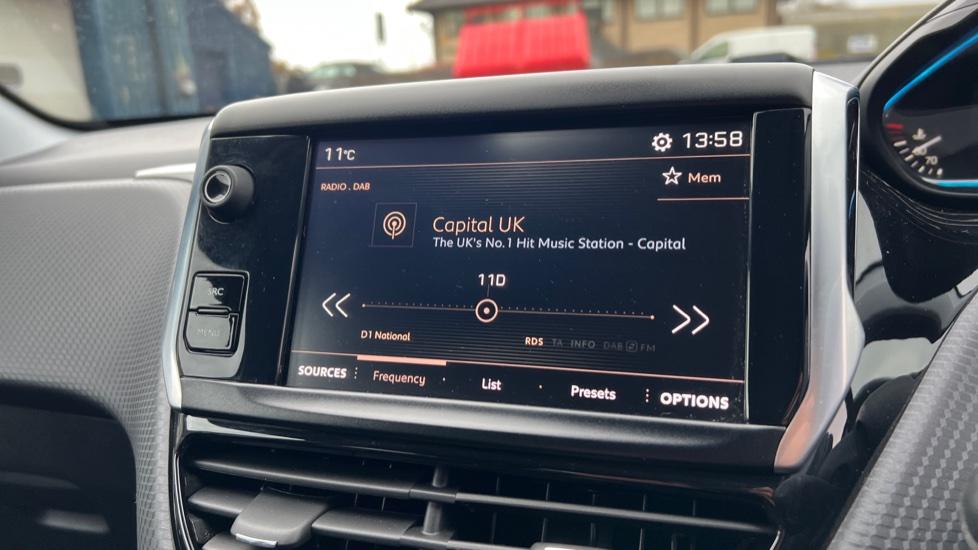 11°C
13:58
RADIO . DAB
Mem
Capital UK
The UK's No.1 Hit Music Station - Capital
11D
D1 National
RDS TA INFO DAB FM
SOURCES Frequency List Presets OPTIONS
SRC
MENU
70